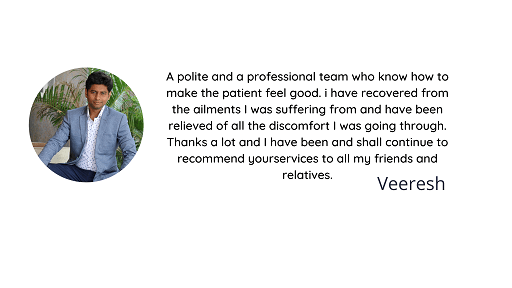 A polite and a professional team who know how to
make the patient feel good. i have recovered from
the ailments I was suffering from and have been
relieved of all the discomfort I was going through.
Thanks a lot and I have been and shall continue to
recommend yourservices to all my friends and
relatives.
Veeresh